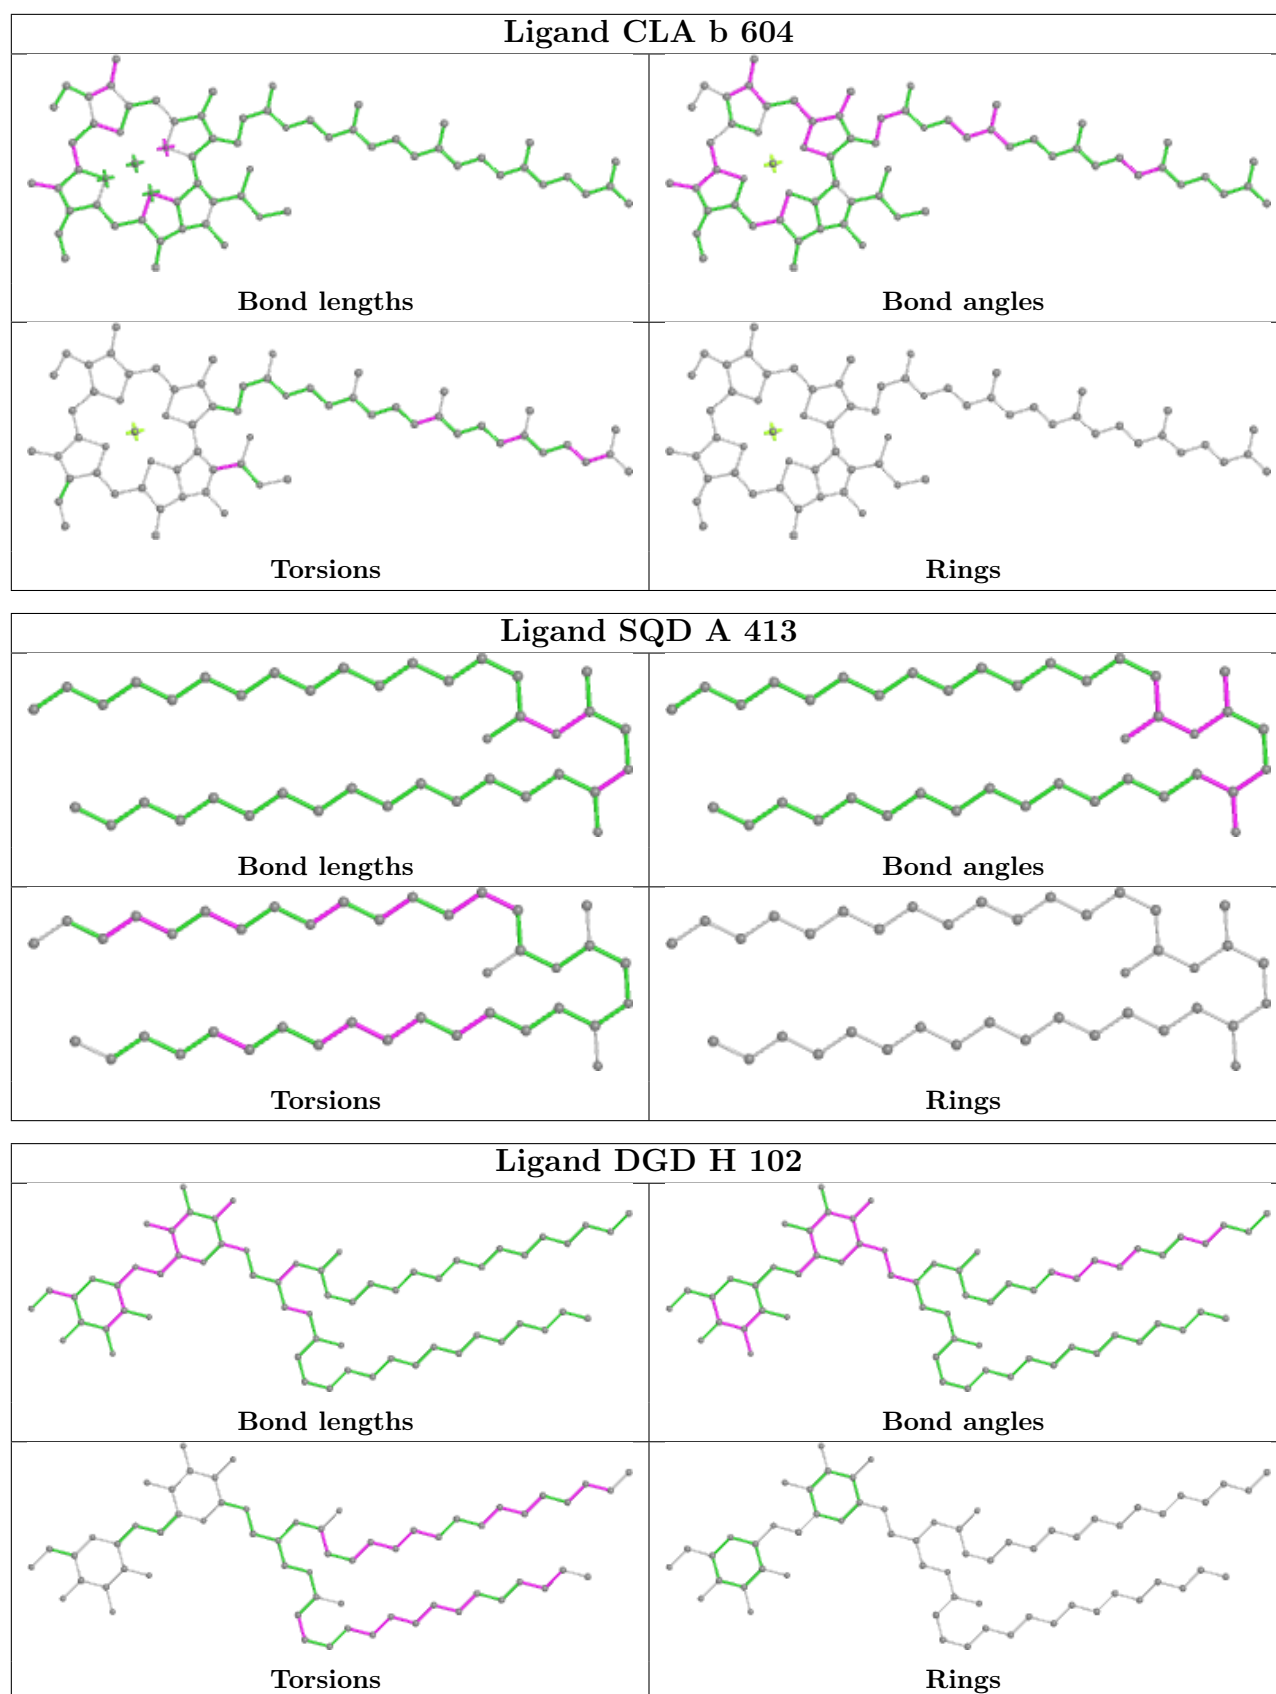 Ligand CLA b 604
Bond lengths
Bond angles
Torsions
Rings
Ligand SQD A 413
Bond lengths
Bond angles
Torsions
Rings
Ligand DGD H 102
Bond lengths
Bond angles
Torsions
Rings